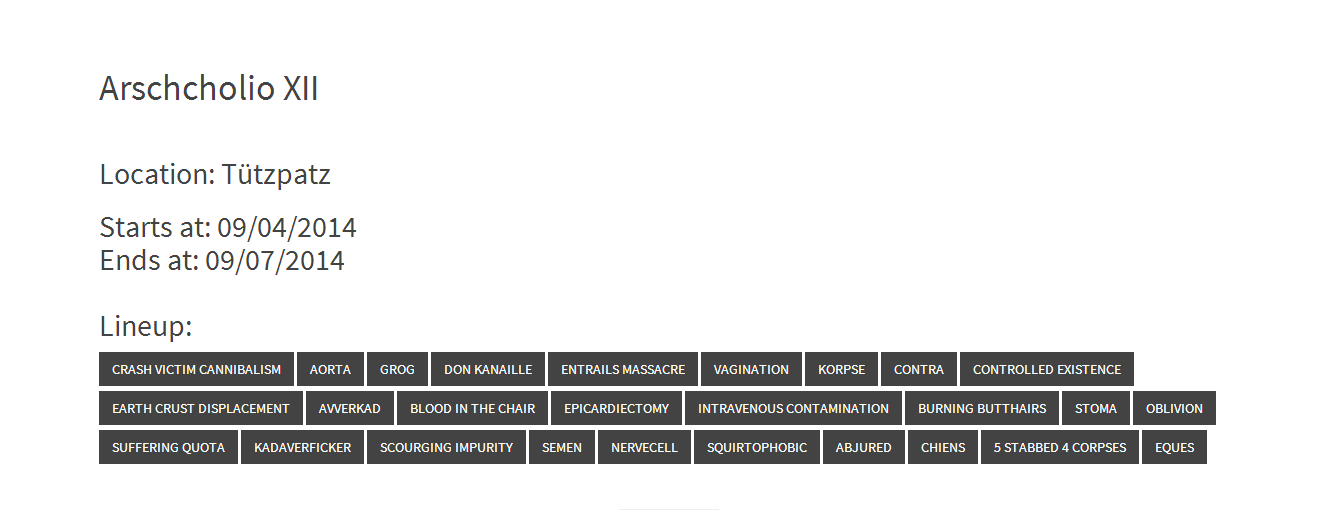 Arschcholio XII
Location: Tützpatz
Starts at: 09/04/2014
Ends at: 09/07/2014
Lineup:
CRASH VICTIM CANNIBALISM AORTA GROG DON KANAILLE ENTRAILS MASSACRE VAGINATION KORPSE CONTRA CONTROLLED EXISTENCE
EARTH CRUST DISPLACEMENT AVVERKAD BLOOD IN THE CHAIR EPICARDIECTOMY INTRAVENOUS CONTAMINATION BURNING BUTTHAIRS STOMA OBLIVION
SUFFERING QUOTA KADAVERFICKER SCOURGING IMPURITY SEMEN NERVECELL SQUIRTOPHOBIC ABJURED CHIENS 5 STABBED 4 CORPSES EQUES